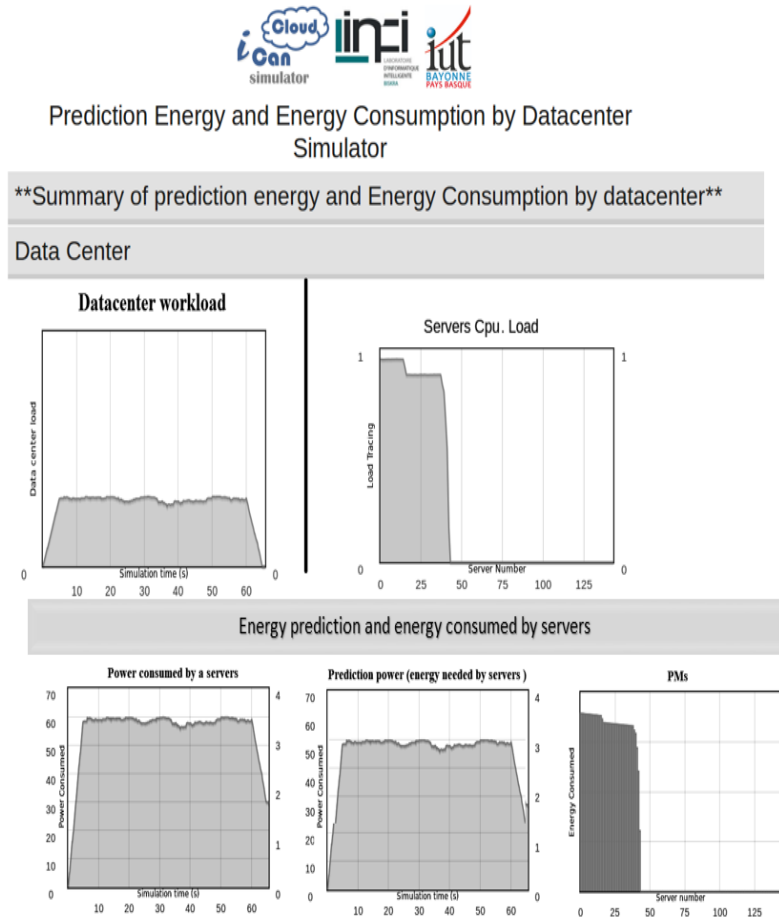 Cloud
i Can
simulator
linfi
LABORATOIRE
D'INFORMATIQUE
INTELLIGENTE
BISKRA
iut
BAYONNE
PAYS BASQUE
Prediction Energy and Energy Consumption by Datacenter
Simulator
**Summary of prediction energy and Energy Consumption by datacenter**
Data Center
Datacenter workload
Data center load
0
Simulation time (s)
0
10 20 30 40 50 60
Servers Cpu. Load
1
1
Load Tracing
0
Server Number
0
0 25 50 75 100 125
Energy prediction and energy consumed by servers
Power consumed by a servers
70
60
50
40
30
20
10
0
Power Consumed
4
3
2
1
0
Simulation time (s)
10 20 30 40 50 60
Prediction power (energy needed by servers )
70
60
50
40
30
20
10
0
Power Consumed
4
3
2
1
0
Simulation time (s)
10 20 30 40 50 60
PMs
Energy Consumed
Server number
0 25 50 75 100 125